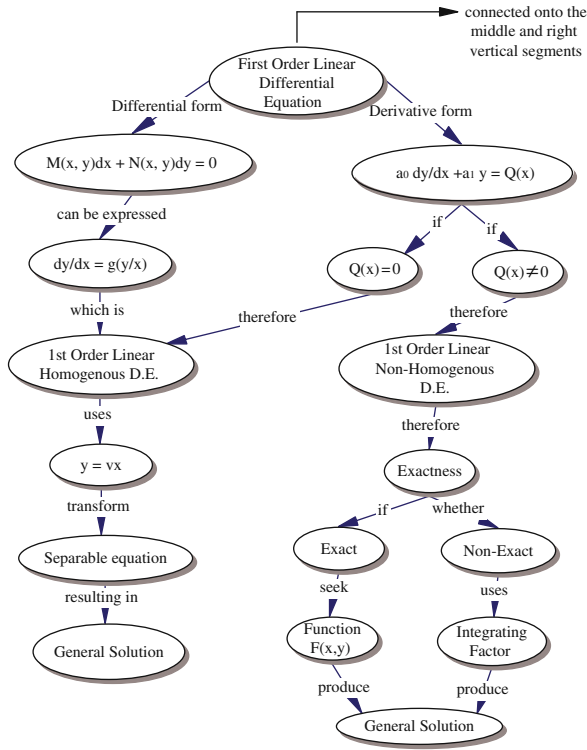 connected onto the
middle and right
vertical segments
First Order Linear
Differential
Equation
Differential form
Derivative form
M(x, y)dx + N(x, y)dy = 0
a₀ dy/dx +a₁ y = Q(x)
can be expressed
if
if
dy/dx = g(y/x)
Q(x) = 0
Q(x) ≠ 0
which is
therefore
therefore
1st Order Linear
Homogenous D.E.
1st Order Linear
Non-Homogenous
D.E.
uses
therefore
y = vx
Exactness
transform
if
whether
Separable equation
Exact
Non-Exact
resulting in
seek
uses
General Solution
Function
F(x,y)
Integrating
Factor
produce
produce
General Solution